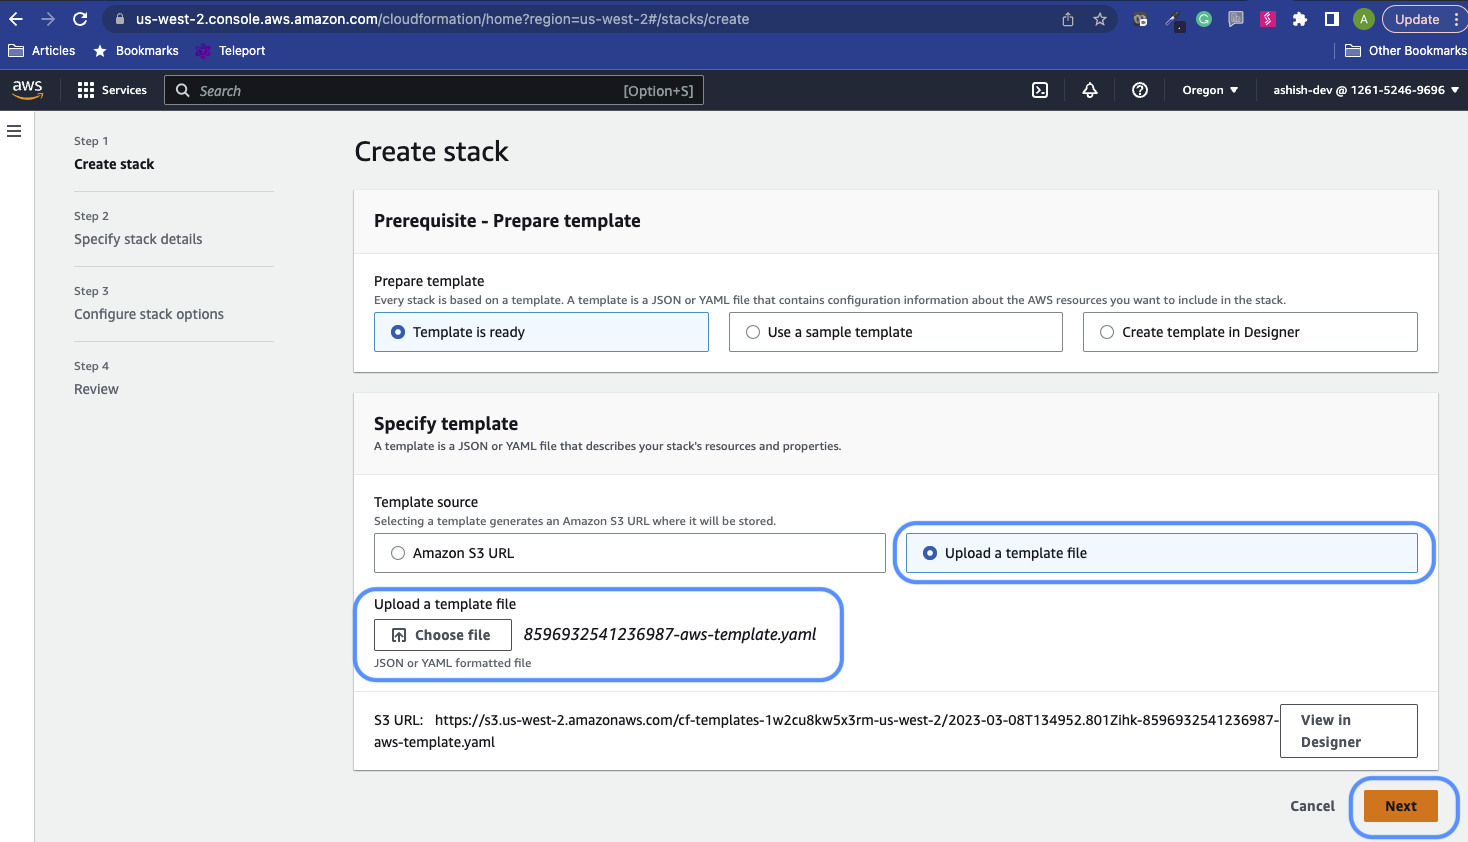 us-west-2.console.aws.amazon.com/cloudformation/home?region=us-west-2#/stacks/create
A
Update
Articles
Bookmarks
Teleport
Other Bookmarks
aws
Services
Search
[Option+S]
Oregon
ashish-dev @ 1261-5246-9696
Step 1
Create stack
Step 2
Specify stack details
Step 3
Configure stack options
Step 4
Review
Create stack
Prerequisite - Prepare template
Prepare template
Every stack is based on a template. A template is a JSON or YAML file that contains configuration information about the AWS resources you want to include in the stack.
Template is ready
Use a sample template
Create template in Designer
Specify template
A template is a JSON or YAML file that describes your stack's resources and properties.
Template source
Selecting a template generates an Amazon S3 URL where it will be stored.
Amazon S3 URL
Upload a template file
Upload a template file
Choose file
8596932541236987-aws-template.yaml
JSON or YAML formatted file
S3 URL: https://s3.us-west-2.amazonaws.com/cf-templates-1w2cu8kw5x3rm-us-west-2/2023-03-08T134952.801Zihk-8596932541236987-
aws-template.yaml
View in
Designer
Cancel
Next